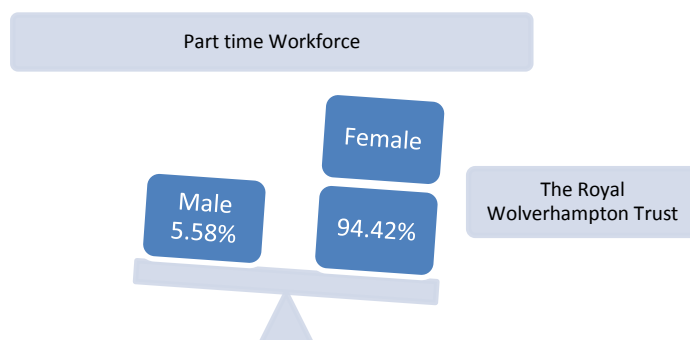 Part time Workforce
Female
Male
5.58%
94.42%
The Royal
Wolverhampton Trust